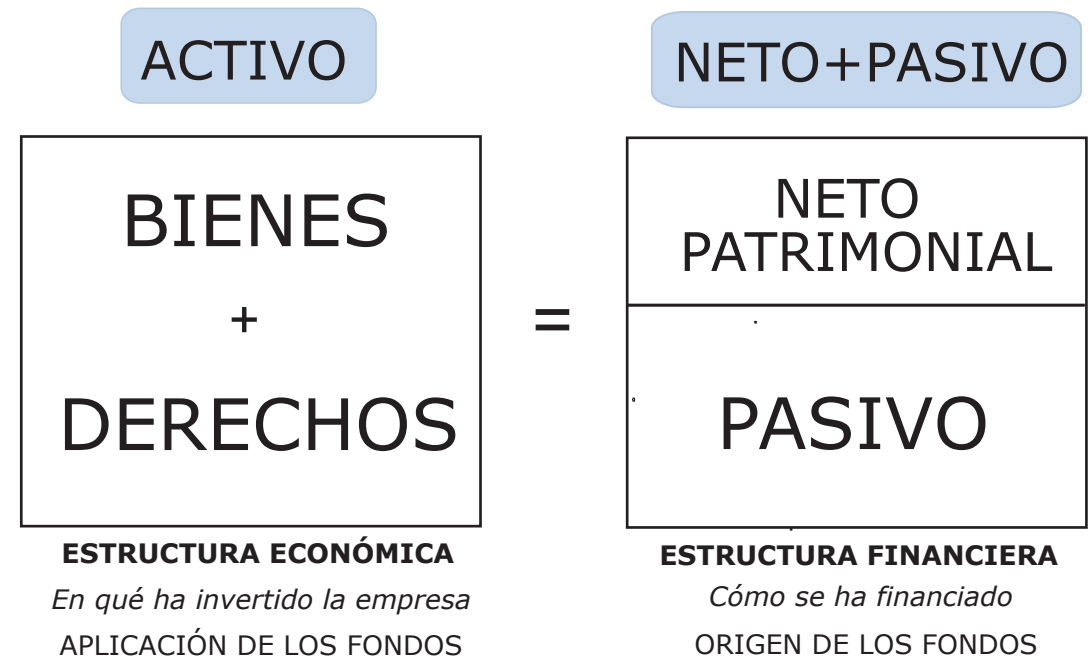 ACTIVO
BIENES
+
DERECHOS
ESTRUCTURA ECONÓMICA
En qué ha invertido la empresa
APLICACIÓN DE LOS FONDOS
=
NETO+PASIVO
NETO
PATRIMONIAL
PASIVO
ESTRUCTURA FINANCIERA
Cómo se ha financiado
ORIGEN DE LOS FONDOS